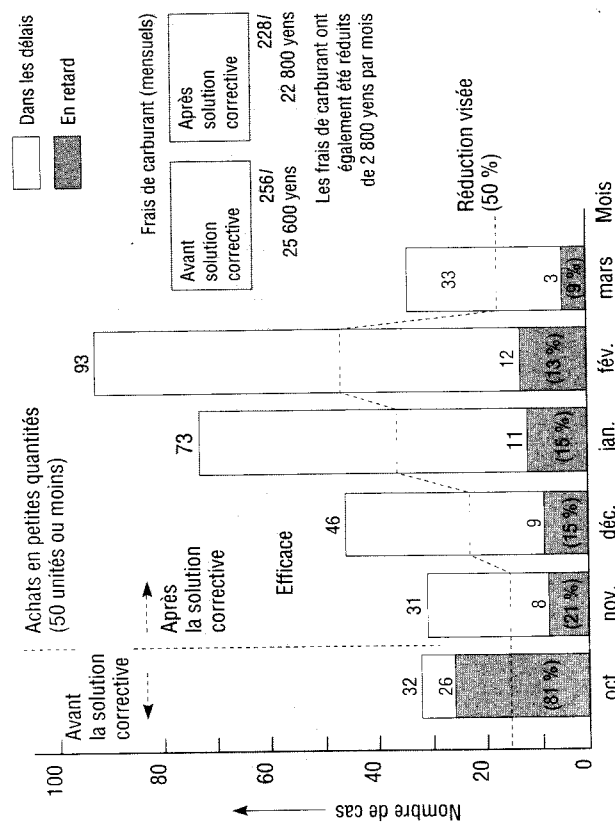 Achats en petites quantités
(50 unités ou moins)
Dans les délais
En retard
Avant
la solution
corrective
Après
la solution
corrective
Efficace
Frais de carburant (mensuels)
Avant
solution
corrective
Après
solution
corrective
256/
25 600 yens
228/
22 800 yens
Les frais de carburant ont
également été réduits
de 2 800 yens par mois
Réduction visée
(50 %)
Nombre de cas
100
80
60
40
20
0
32
26
(81 %)
31
8
(21 %)
46
9
(15 %)
73
11
(15 %)
93
12
(13 %)
33
3
(9 %)
oct.
nov.
déc.
jan.
fév.
mars
Mois